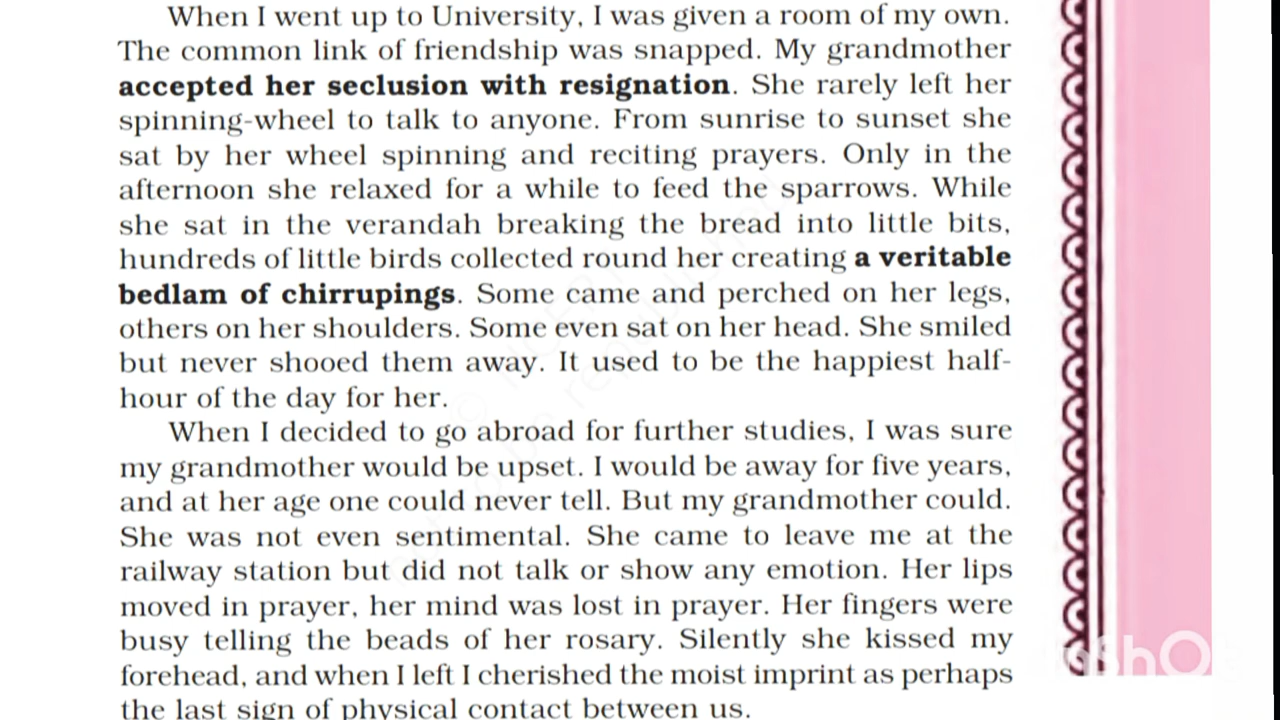 When I went up to University, I was given a room of my own.
The common link of friendship was snapped. My grandmother
accepted her seclusion with resignation. She rarely left her
spinning-wheel to talk to anyone. From sunrise to sunset she
sat by her wheel spinning and reciting prayers. Only in the
afternoon she relaxed for a while to feed the sparrows. While
she sat in the verandah breaking the bread into little bits,
hundreds of little birds collected round her creating a veritable
bedlam of chirrupings. Some came and perched on her legs,
others on her shoulders. Some even sat on her head. She smiled
but never shooed them away. It used to be the happiest half-
hour of the day for her.
When I decided to go abroad for further studies, I was sure
my grandmother would be upset. I would be away for five years,
and at her age one could never tell. But my grandmother could.
She was not even sentimental. She came to leave me at the
railway station but did not talk or show any emotion. Her lips
moved in prayer, her mind was lost in prayer. Her fingers were
busy telling the beads of her rosary. Silently she kissed my
forehead, and when I left I cherished the moist imprint as perhaps
the last sign of physical contact between us.